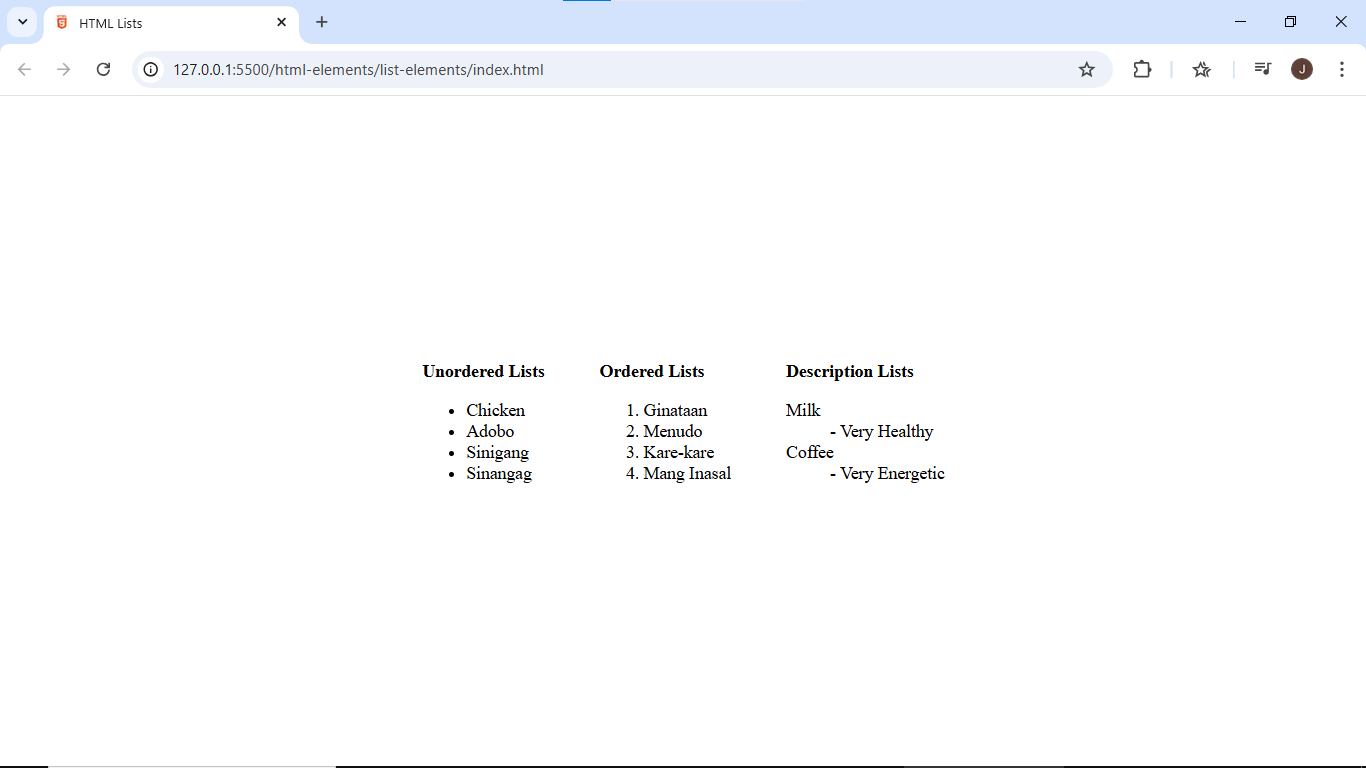 HTML Lists
127.0.0.1:5500/html-elements/list-elements/index.html
J
Unordered Lists
• Chicken
• Adobo
• Sinigang
• Sinangag
Ordered Lists
1. Ginataan
2. Menudo
3. Kare-kare
4. Mang Inasal
Description Lists
Milk
- Very Healthy
Coffee
- Very Energetic